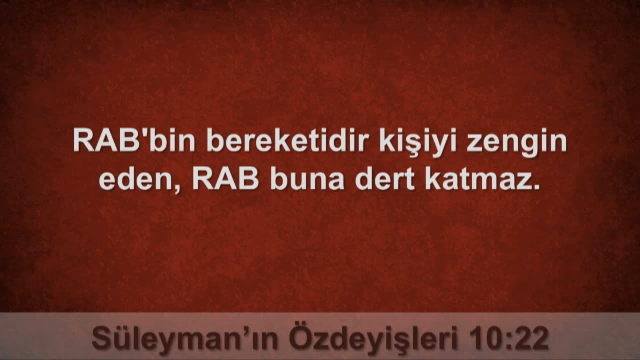 RAB'bin bereketidir kişiyi zengin
eden, RAB buna dert katmaz.
Süleyman’ın Özdeyişleri 10:22